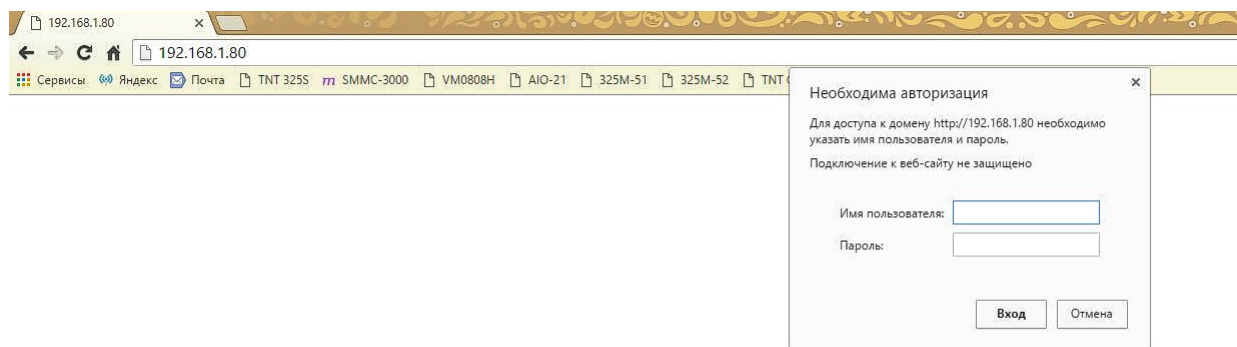 192.168.1.80
192.168.1.80
Сервисы Яндекс Почта TNT 325S m SMMC-3000 VM0808H AIO-21 325M-51 325M-52 TNT
Необходима авторизация
Для доступа к домену http://192.168.1.80 необходимо
указать имя пользователя и пароль.
Подключение к веб-сайту не защищено
Имя пользователя:
Пароль:
Вход Отмена